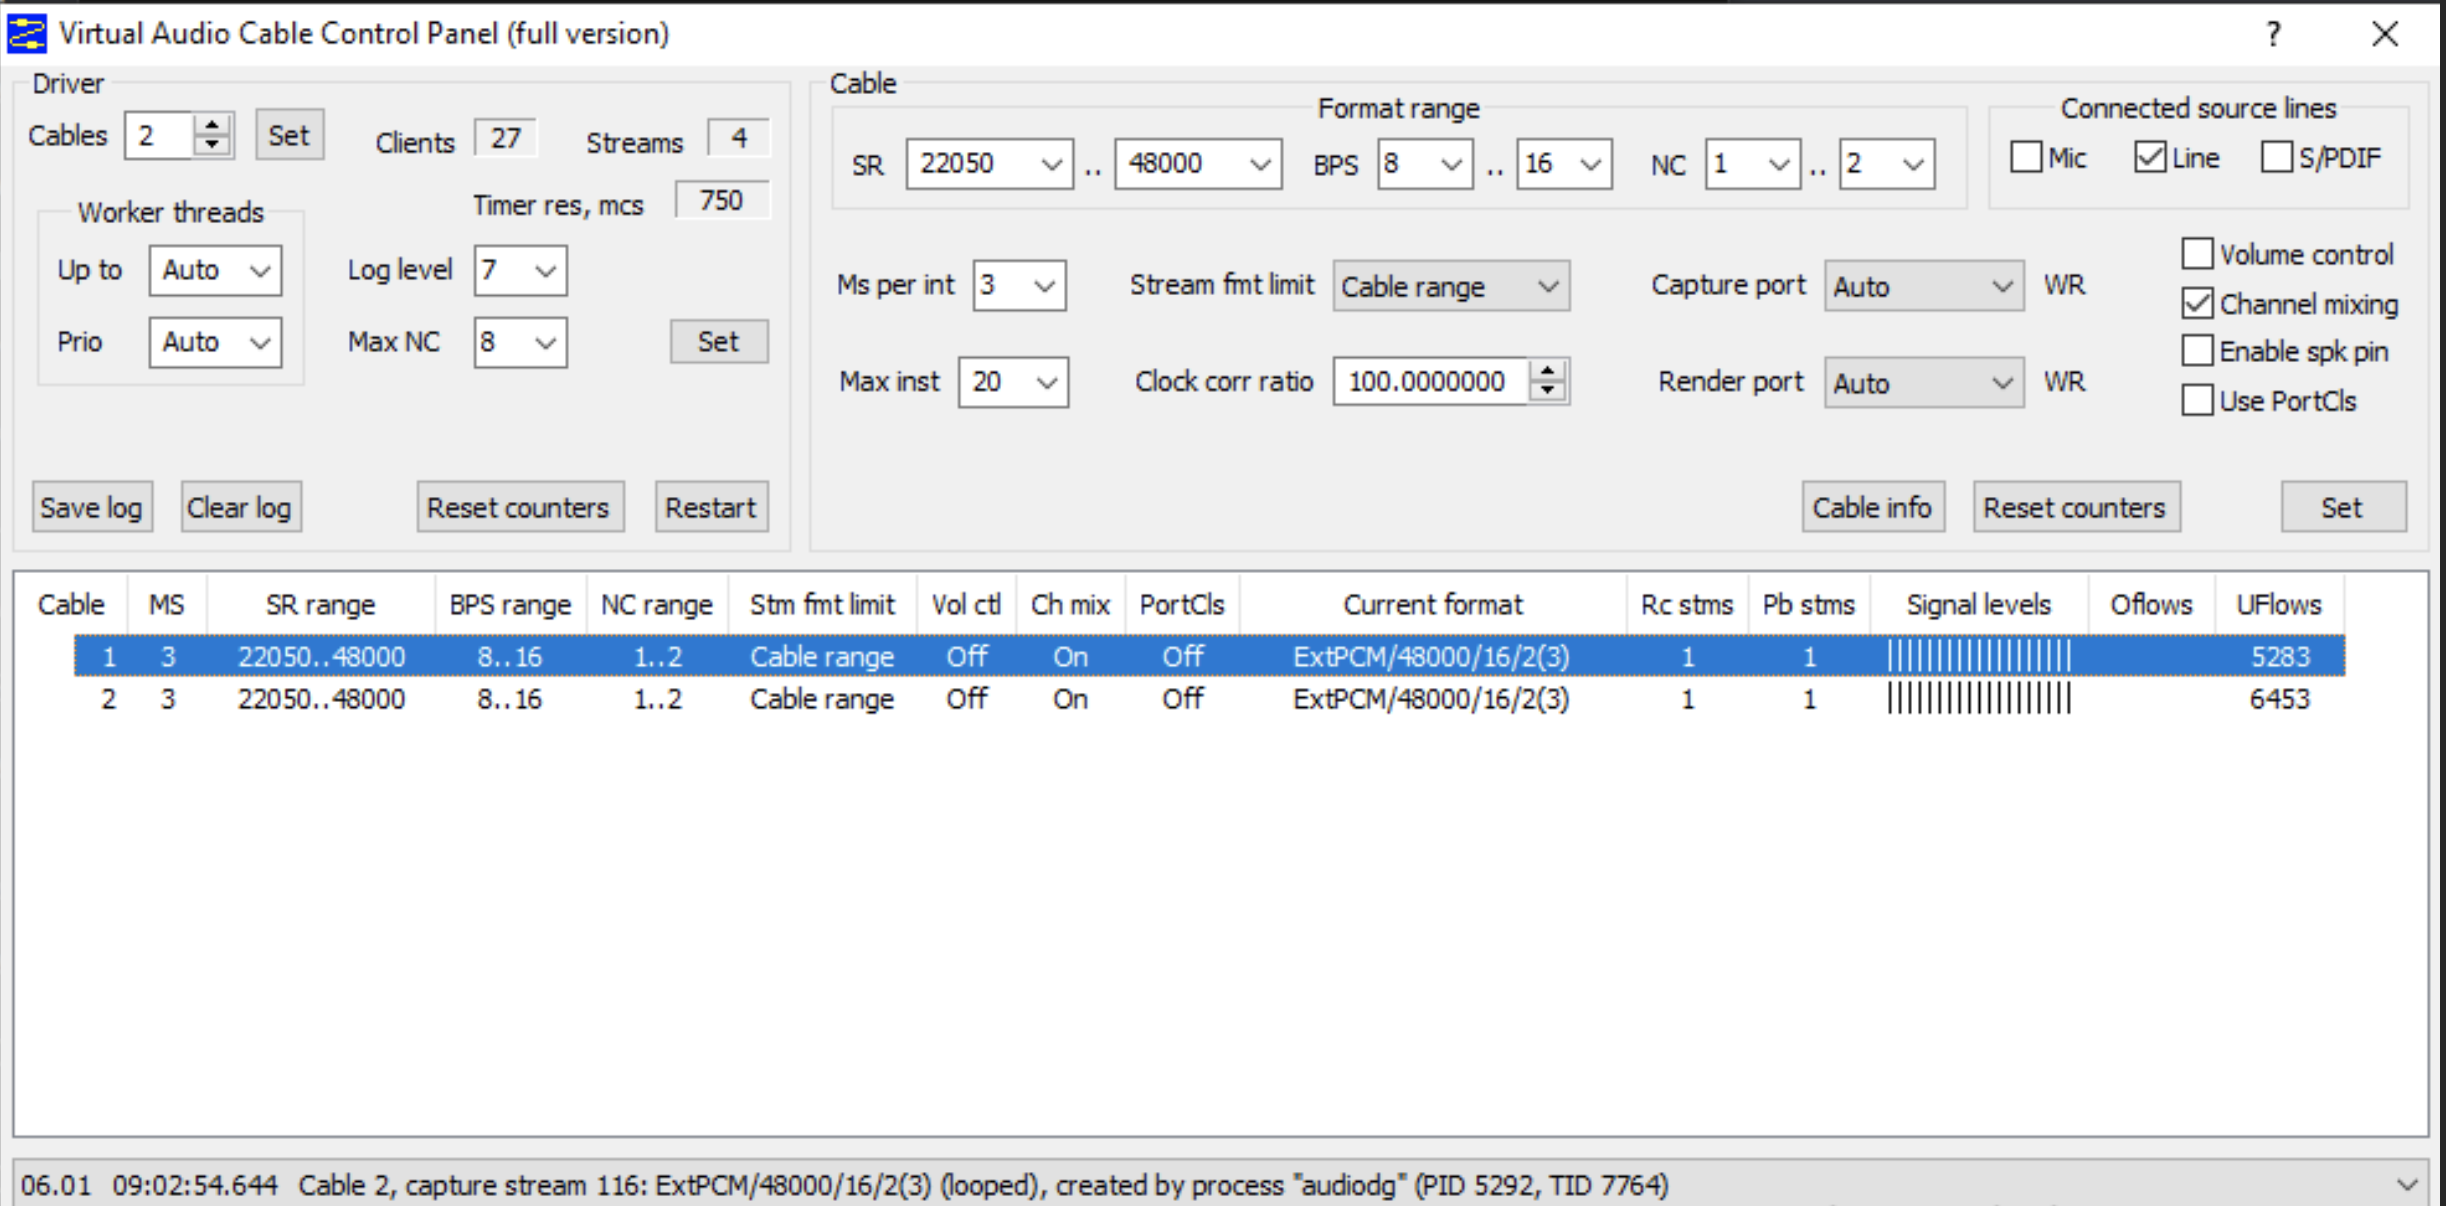 Virtual Audio Cable Control Panel (full version)
?
Driver
Cables 2 Set Clients 27 Streams 4
Timer res, mcs 750
Worker threads
Up to Auto Log level 7
Prio Auto Max NC 8 Set
Save log Clear log Reset counters Restart
Cable
Format range
SR 22050 .. 48000 BPS 8 .. 16 NC 1 .. 2
Connected source lines
Mic Line S/PDIF
Ms per int 3 Stream fmt limit Cable range Capture port Auto WR
Max inst 20 Clock corr ratio 100.0000000 Render port Auto WR
Volume control
Channel mixing
Enable spk pin
Use PortCls
Cable info Reset counters Set
Cable MS SR range BPS range NC range Stm fmt limit Vol ctl Ch mix PortCls Current format Rc stms Pb stms Signal levels Oflows UFlows
1 3 22050..48000 8..16 1..2 Cable range Off On Off ExtPCM/48000/16/2(3) 1 1 |||||||||||||||||||| 5283
2 3 22050..48000 8..16 1..2 Cable range Off On Off ExtPCM/48000/16/2(3) 1 1 |||||||||||||||||||| 6453
06.01 09:02:54.644 Cable 2, capture stream 116: ExtPCM/48000/16/2(3) (looped), created by process "audiodg" (PID 5292, TID 7764)